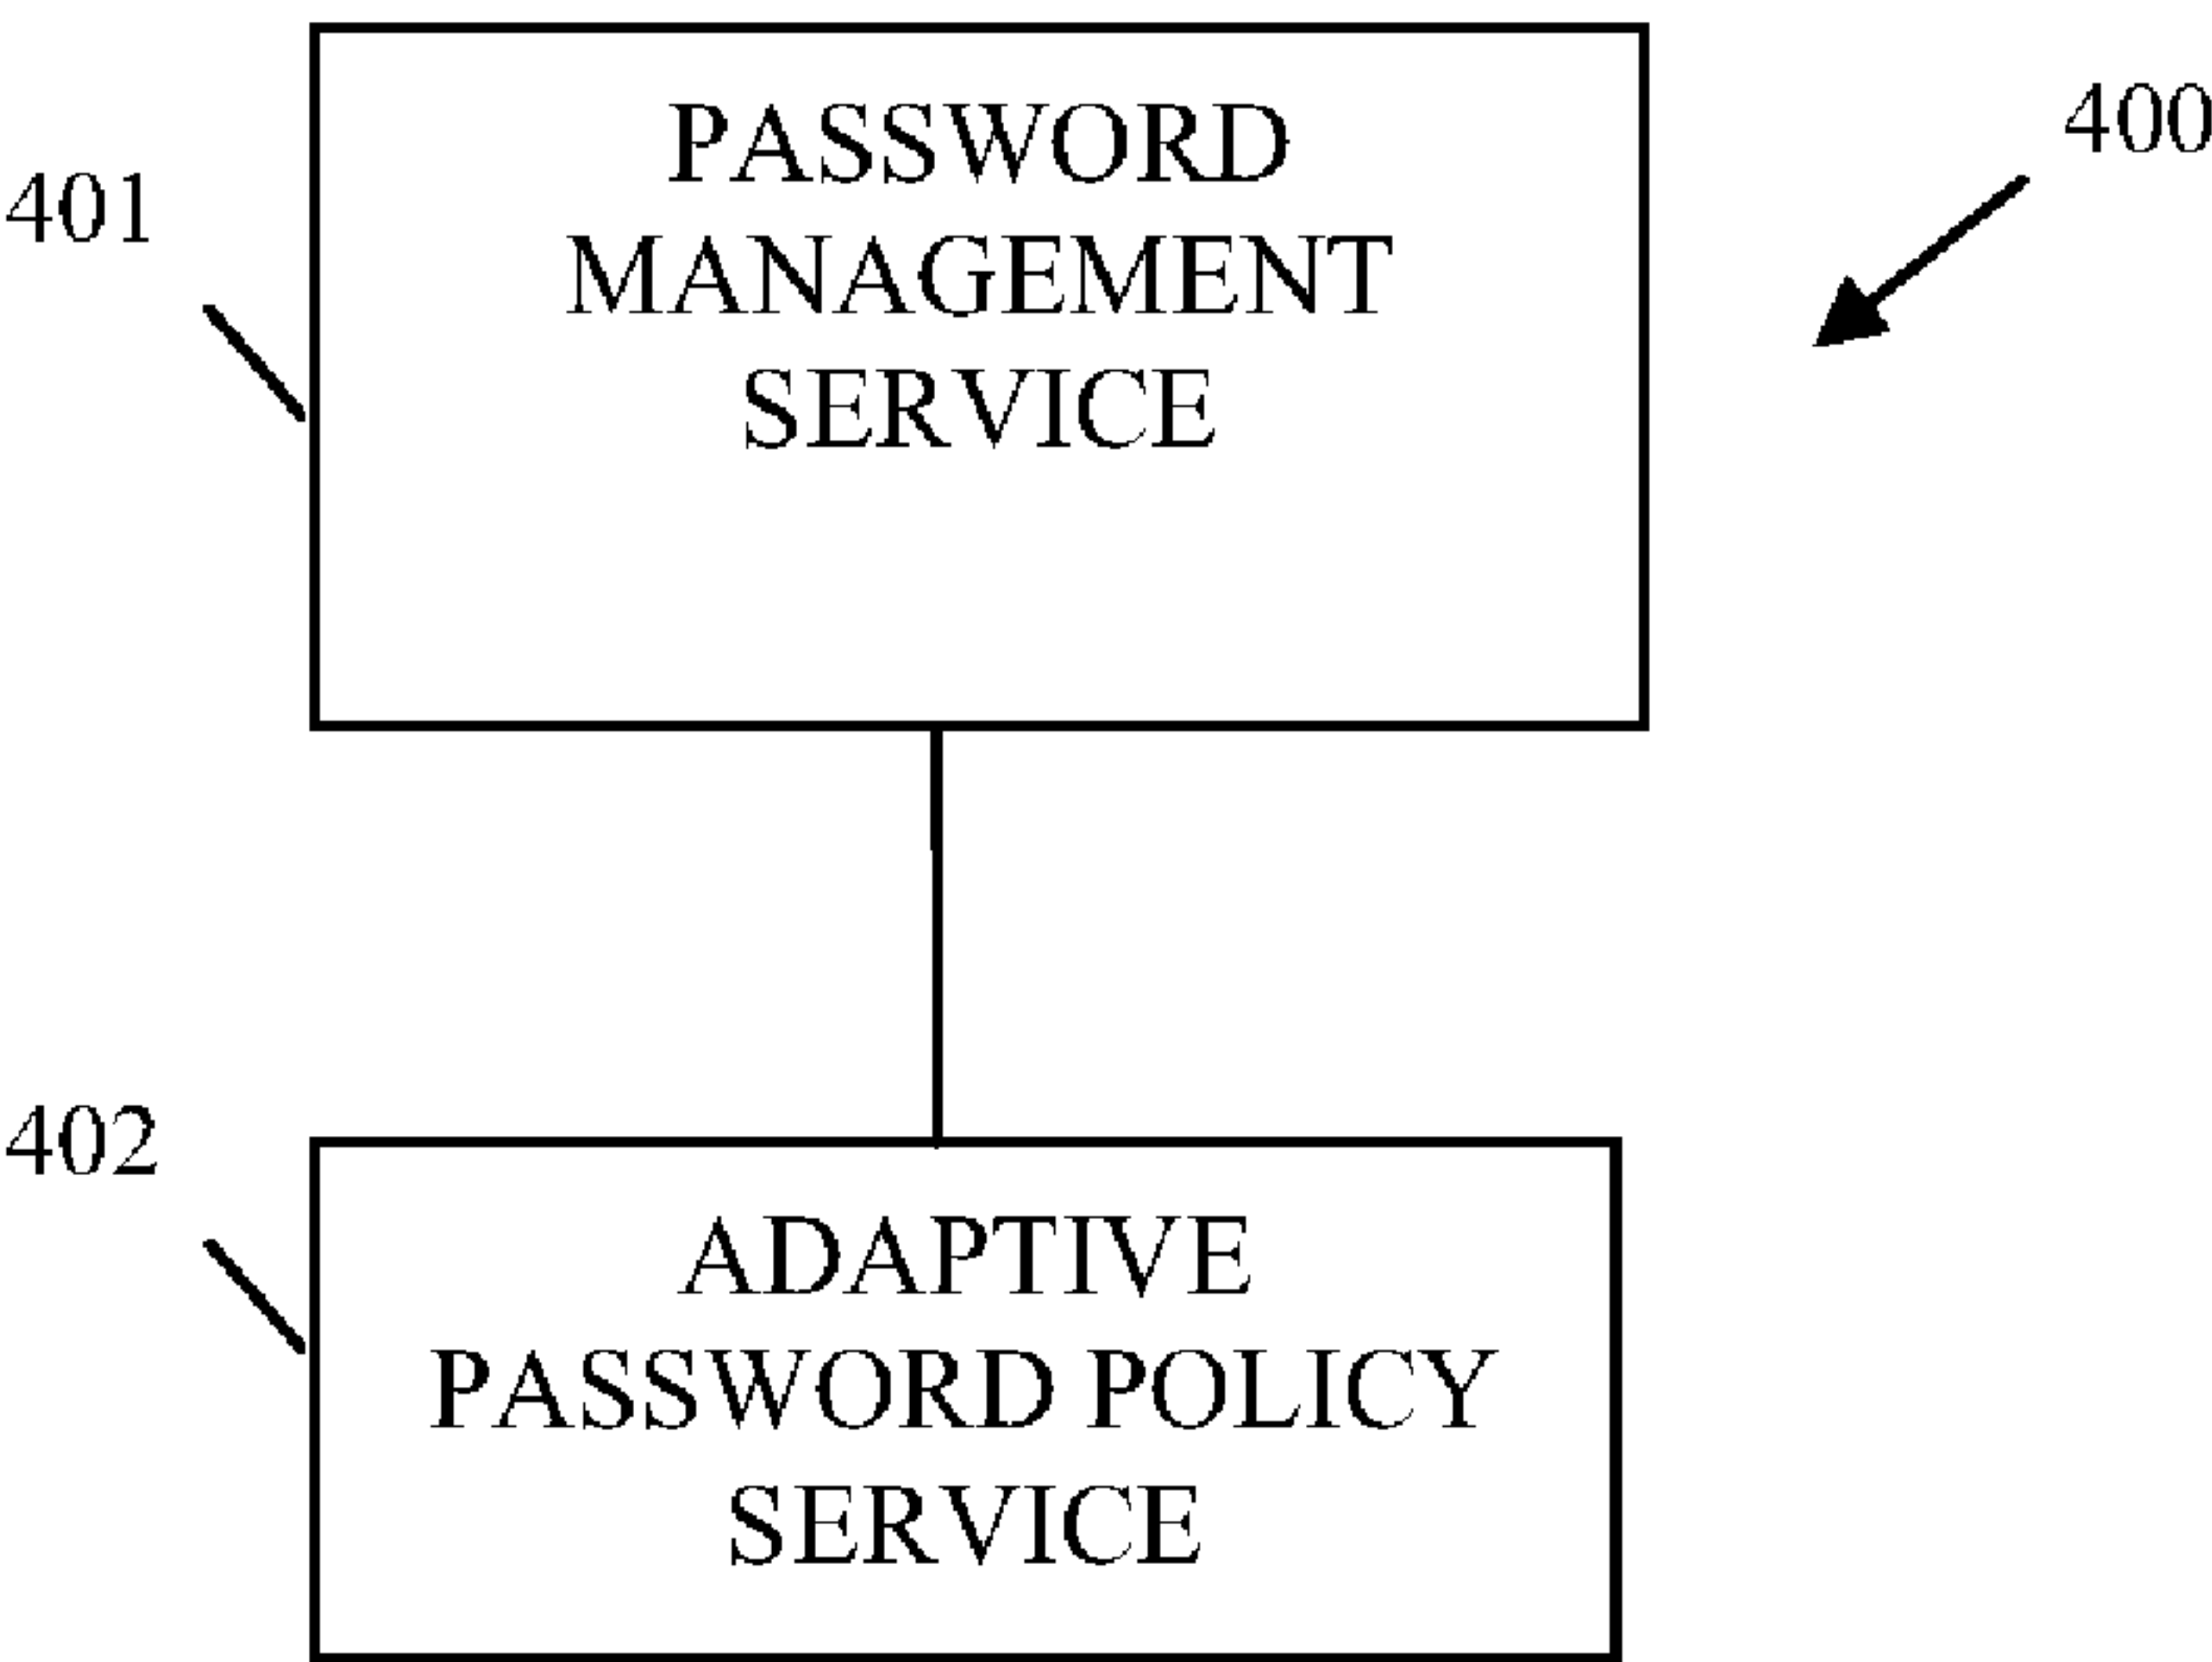 400
401
PASSWORD
MANAGEMENT
SERVICE
402
ADAPTIVE
PASSWORD POLICY
SERVICE